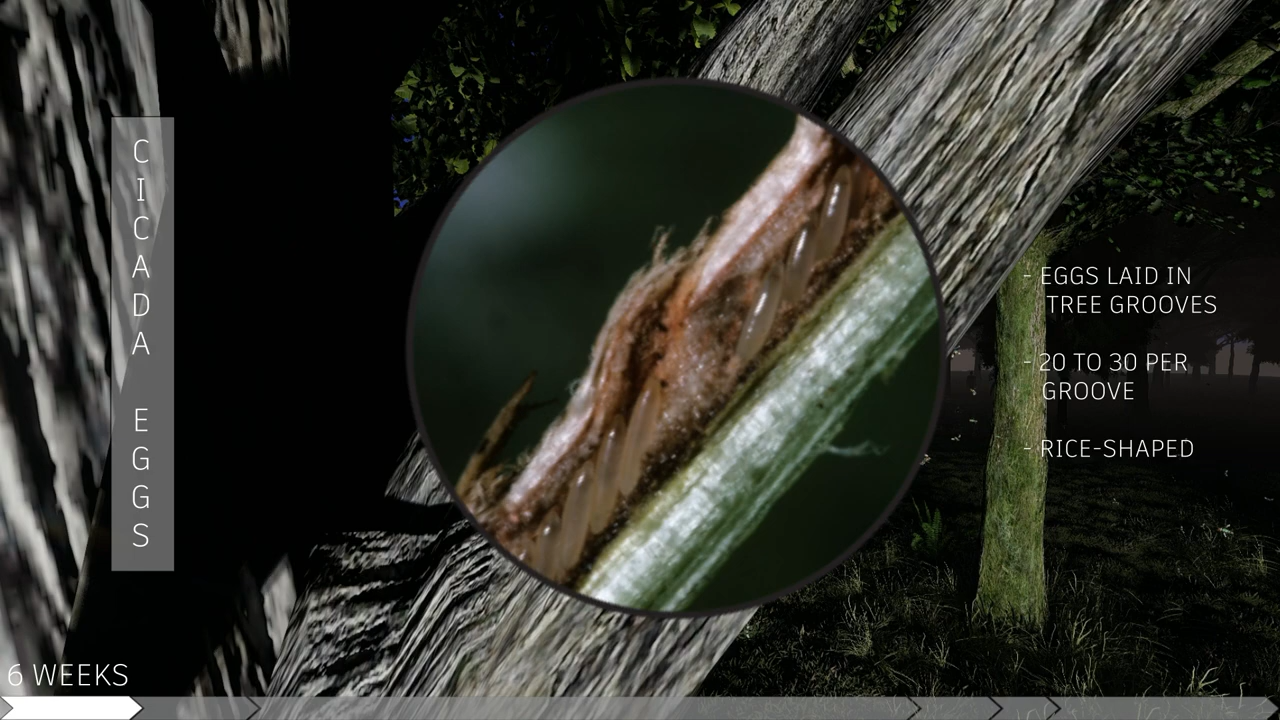 CICADA EGGS
- EGGS LAID IN
TREE GROOVES
- 20 TO 30 PER
GROOVE
- RICE-SHAPED
6 WEEKS